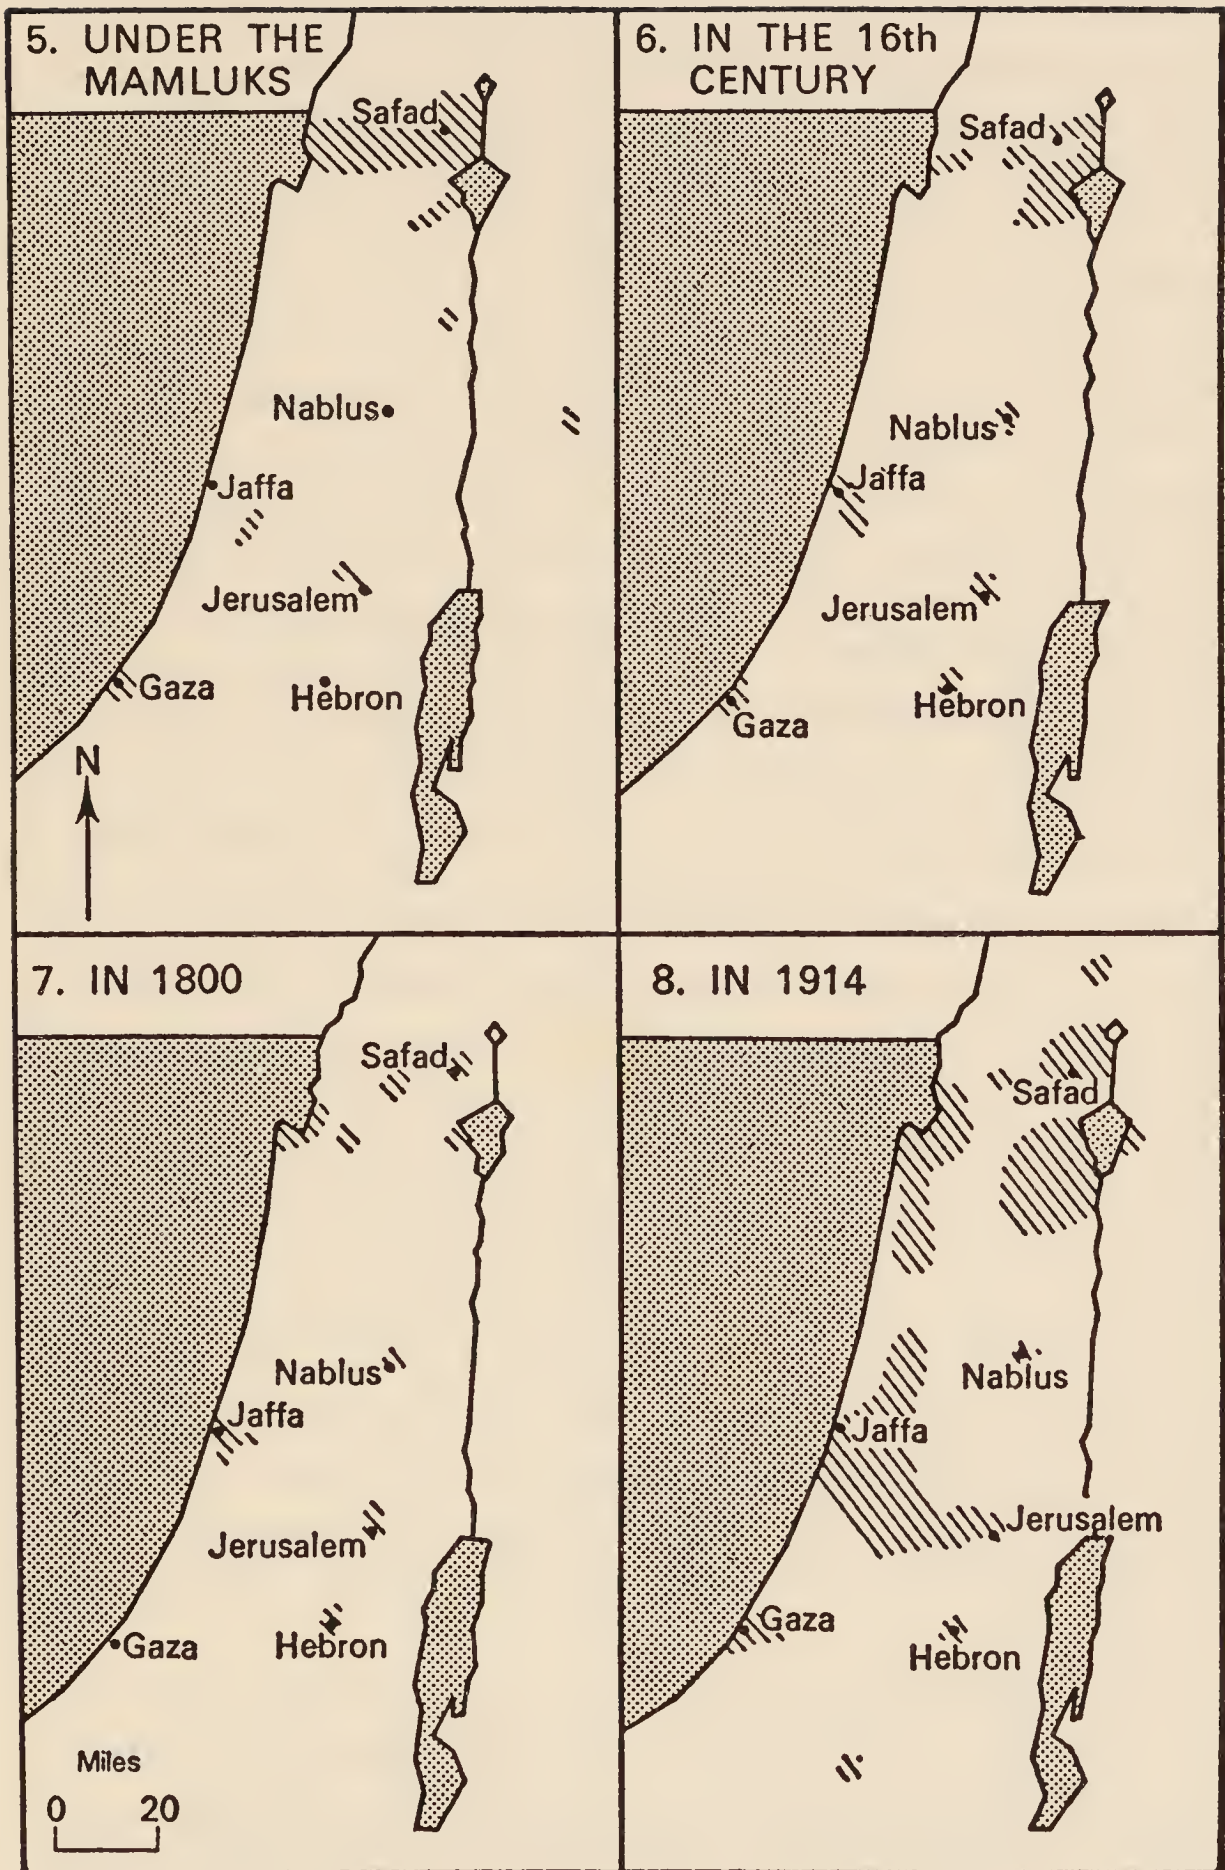 5. UNDER THE
MAMLUKS
Safad
Nablus
Jaffa
Jerusalem
Gaza
Hebron
N
6. IN THE 16th
CENTURY
Safad
Nablus
Jaffa
Jerusalem
Hebron
Gaza
7. IN 1800
Safad
Nablus
Jaffa
Jerusalem
Hebron
Gaza
Miles
0 20
8. IN 1914
Safad
Nablus
Jaffa
Jerusalem
Gaza
Hebron